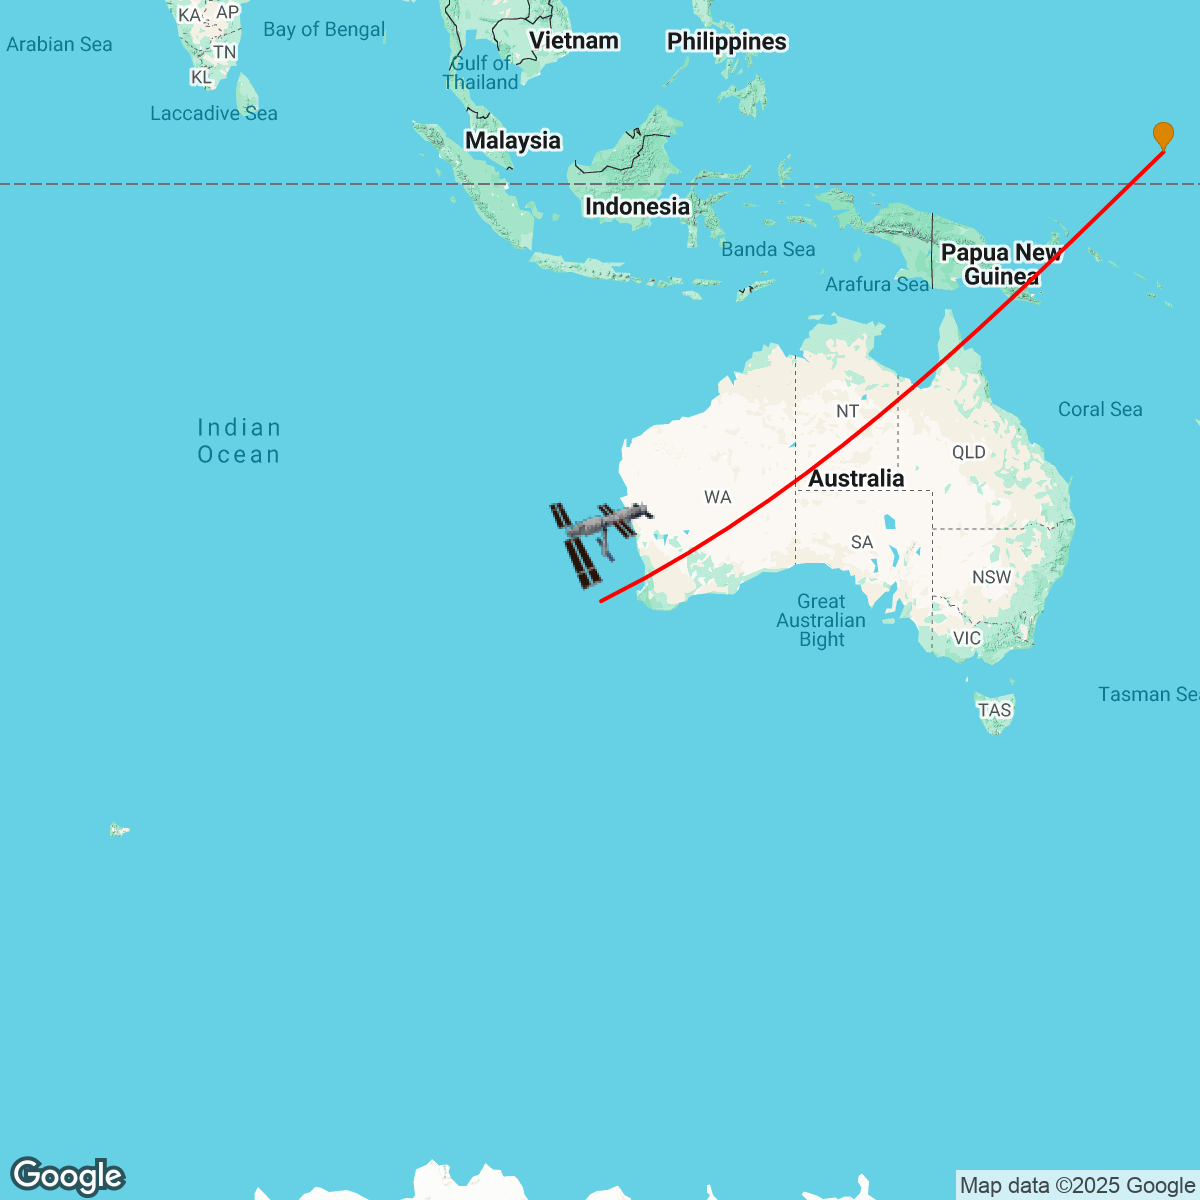 KA
AP
Bay of Bengal
Arabian Sea
Vietnam
Philippines
TN
KL
Gulf of
Thailand
Laccadive Sea
Malaysia
Indonesia
Banda Sea
Papua New
Guinea
Arafura Sea
NT
Coral Sea
Indian
Ocean
QLD
Australia
WA
SA
NSW
Great
Australian
Bight
VIC
Tasman Sea
TAS
Google
Map data ©2025 Google